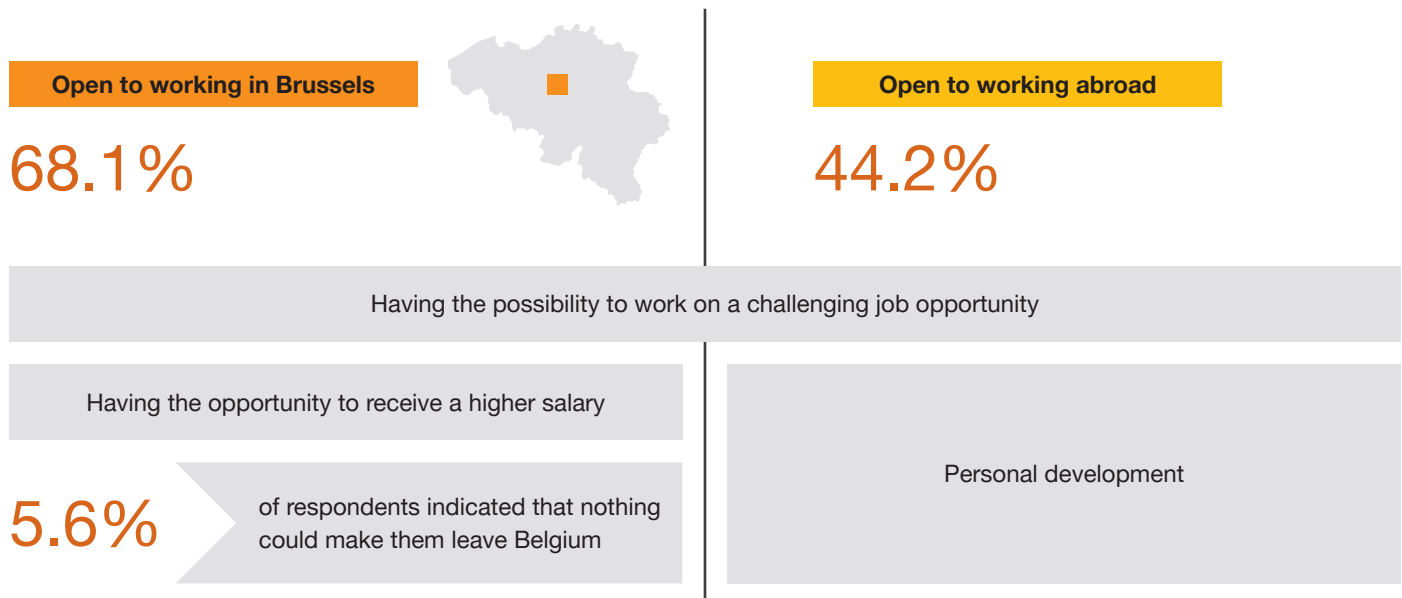 Open to working in Brussels
68.1%
Open to working abroad
44.2%
Having the possibility to work on a challenging job opportunity
Having the opportunity to receive a higher salary
5.6%
of respondents indicated that nothing
could make them leave Belgium
Personal development